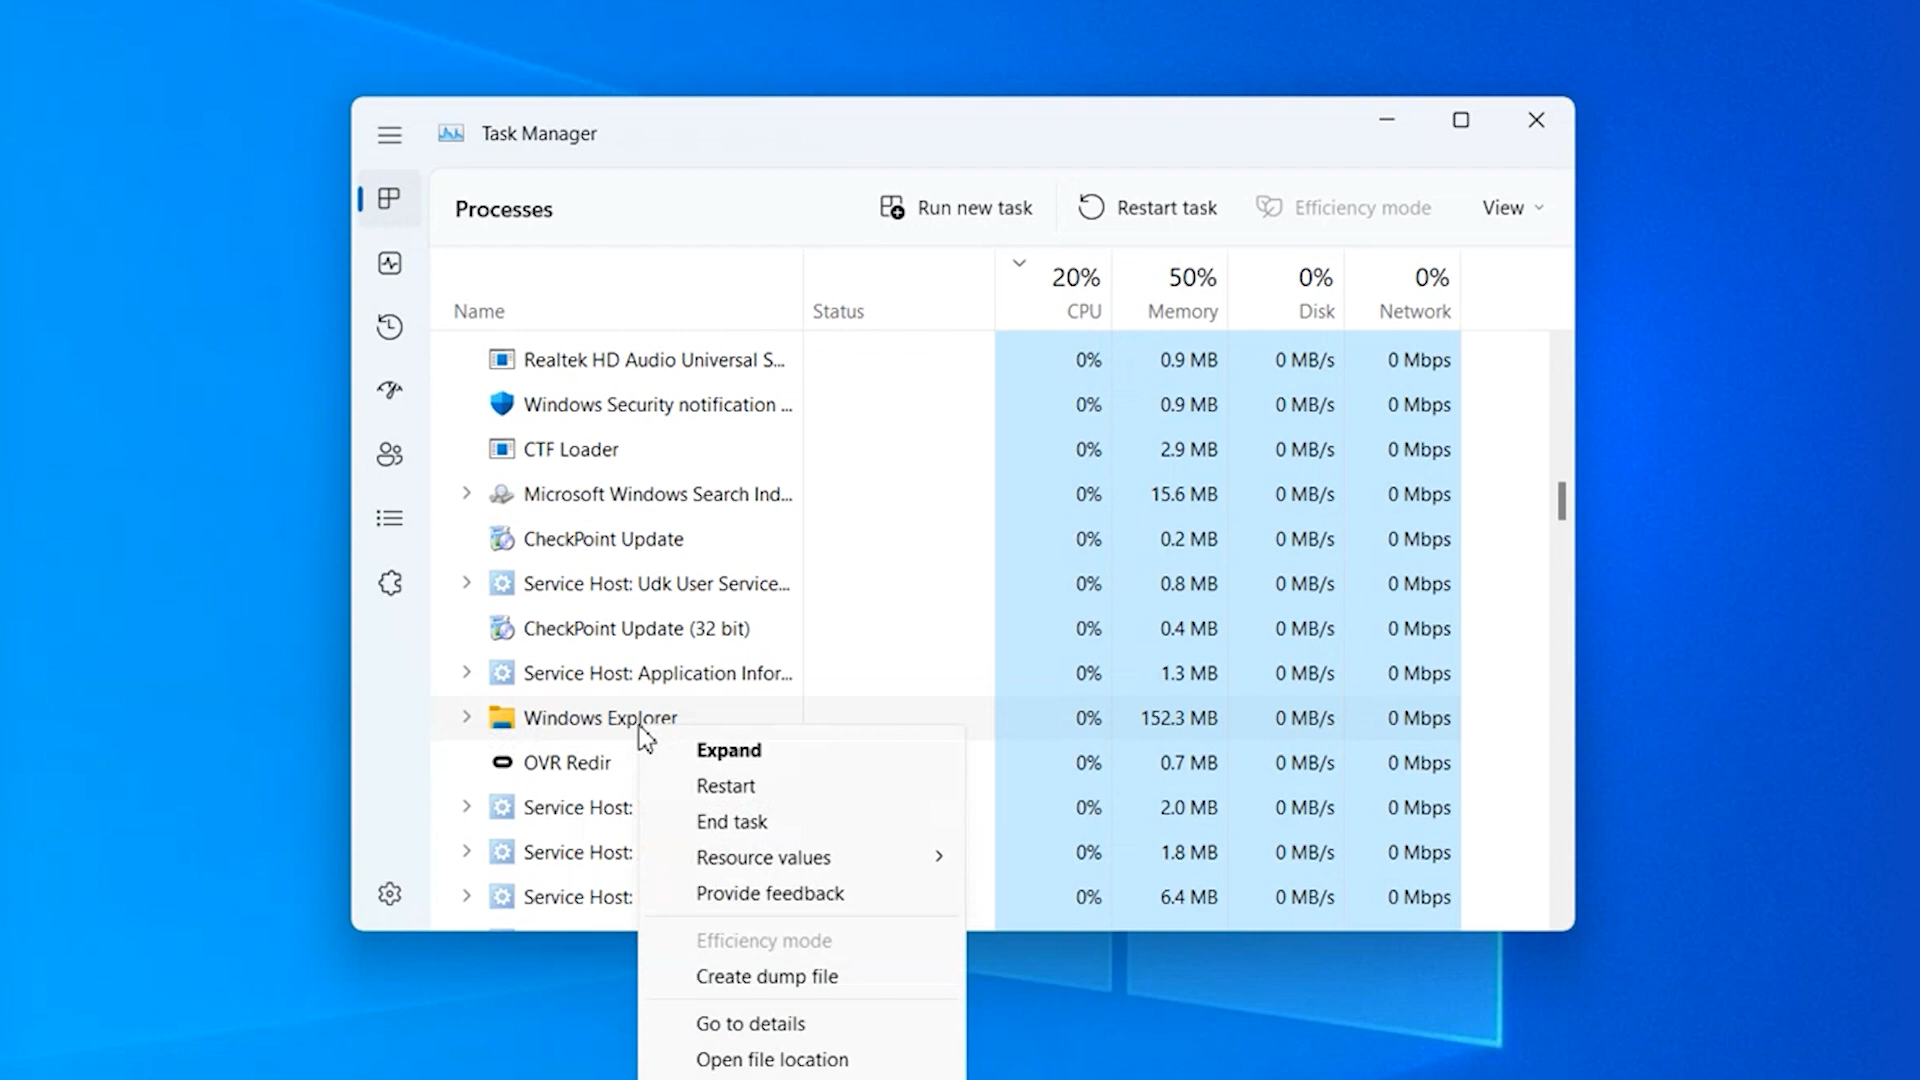 Task Manager
Processes
Run new task
Restart task
Efficiency mode
View
20% 50% 0% 0%
Name Status CPU Memory Disk Network
Realtek HD Audio Universal S... 0% 0.9 MB 0 MB/s 0 Mbps
Windows Security notification ... 0% 0.9 MB 0 MB/s 0 Mbps
CTF Loader 0% 2.9 MB 0 MB/s 0 Mbps
Microsoft Windows Search Ind... 0% 15.6 MB 0 MB/s 0 Mbps
CheckPoint Update 0% 0.2 MB 0 MB/s 0 Mbps
Service Host: Udk User Service... 0% 0.8 MB 0 MB/s 0 Mbps
CheckPoint Update (32 bit) 0% 0.4 MB 0 MB/s 0 Mbps
Service Host: Application Infor... 0% 1.3 MB 0 MB/s 0 Mbps
Windows Explorer 0% 152.3 MB 0 MB/s 0 Mbps
OVR Redir 0% 0.7 MB 0 MB/s 0 Mbps
Service Host: 0% 2.0 MB 0 MB/s 0 Mbps
Service Host: 0% 1.8 MB 0 MB/s 0 Mbps
Service Host: 0% 6.4 MB 0 MB/s 0 Mbps
Expand
Restart
End task
Resource values
Provide feedback
Efficiency mode
Create dump file
Go to details
Open file location